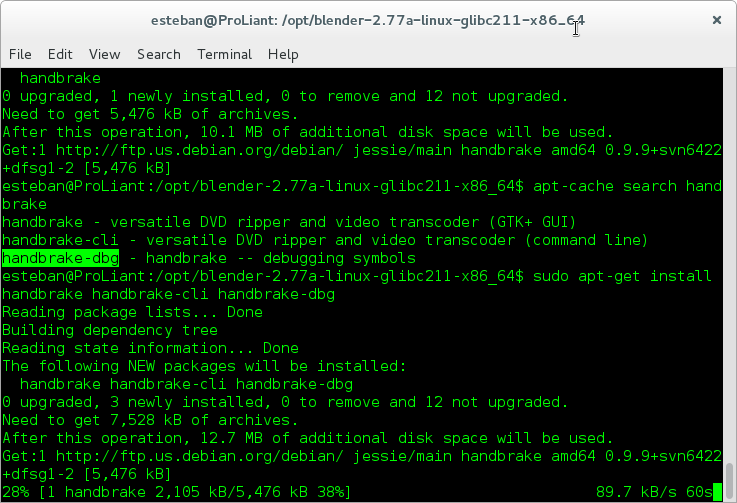 esteban@ProLiant: /opt/blender-2.77a-linux-glibc211-x86_64
File Edit View Search Terminal Help
  handbrake
0 upgraded, 1 newly installed, 0 to remove and 12 not upgraded.
Need to get 5,476 kB of archives.
After this operation, 10.1 MB of additional disk space will be used.
Get:1 http://ftp.us.debian.org/debian/ jessie/main handbrake amd64 0.9.9+svn6422
+dfsg1-2 [5,476 kB]
esteban@ProLiant:/opt/blender-2.77a-linux-glibc211-x86_64$ apt-cache search hand
brake
handbrake - versatile DVD ripper and video transcoder (GTK+ GUI)
handbrake-cli - versatile DVD ripper and video transcoder (command line)
handbrake-dbg - handbrake -- debugging symbols
esteban@ProLiant:/opt/blender-2.77a-linux-glibc211-x86_64$ sudo apt-get install
handbrake handbrake-cli handbrake-dbg
Reading package lists... Done
Building dependency tree
Reading state information... Done
The following NEW packages will be installed:
  handbrake handbrake-cli handbrake-dbg
0 upgraded, 3 newly installed, 0 to remove and 12 not upgraded.
Need to get 7,528 kB of archives.
After this operation, 12.7 MB of additional disk space will be used.
Get:1 http://ftp.us.debian.org/debian/ jessie/main handbrake amd64 0.9.9+svn6422
+dfsg1-2 [5,476 kB]
28% [1 handbrake 2,105 kB/5,476 kB 38%] 89.7 kB/s 60s